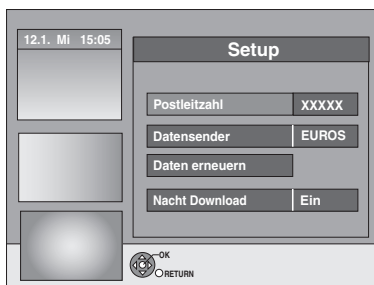 12.1. Mi 15:05
Setup
Postleitzahl XXXXX
Datensender EUROS
Daten erneuern
Nacht Download Ein
OK
RETURN